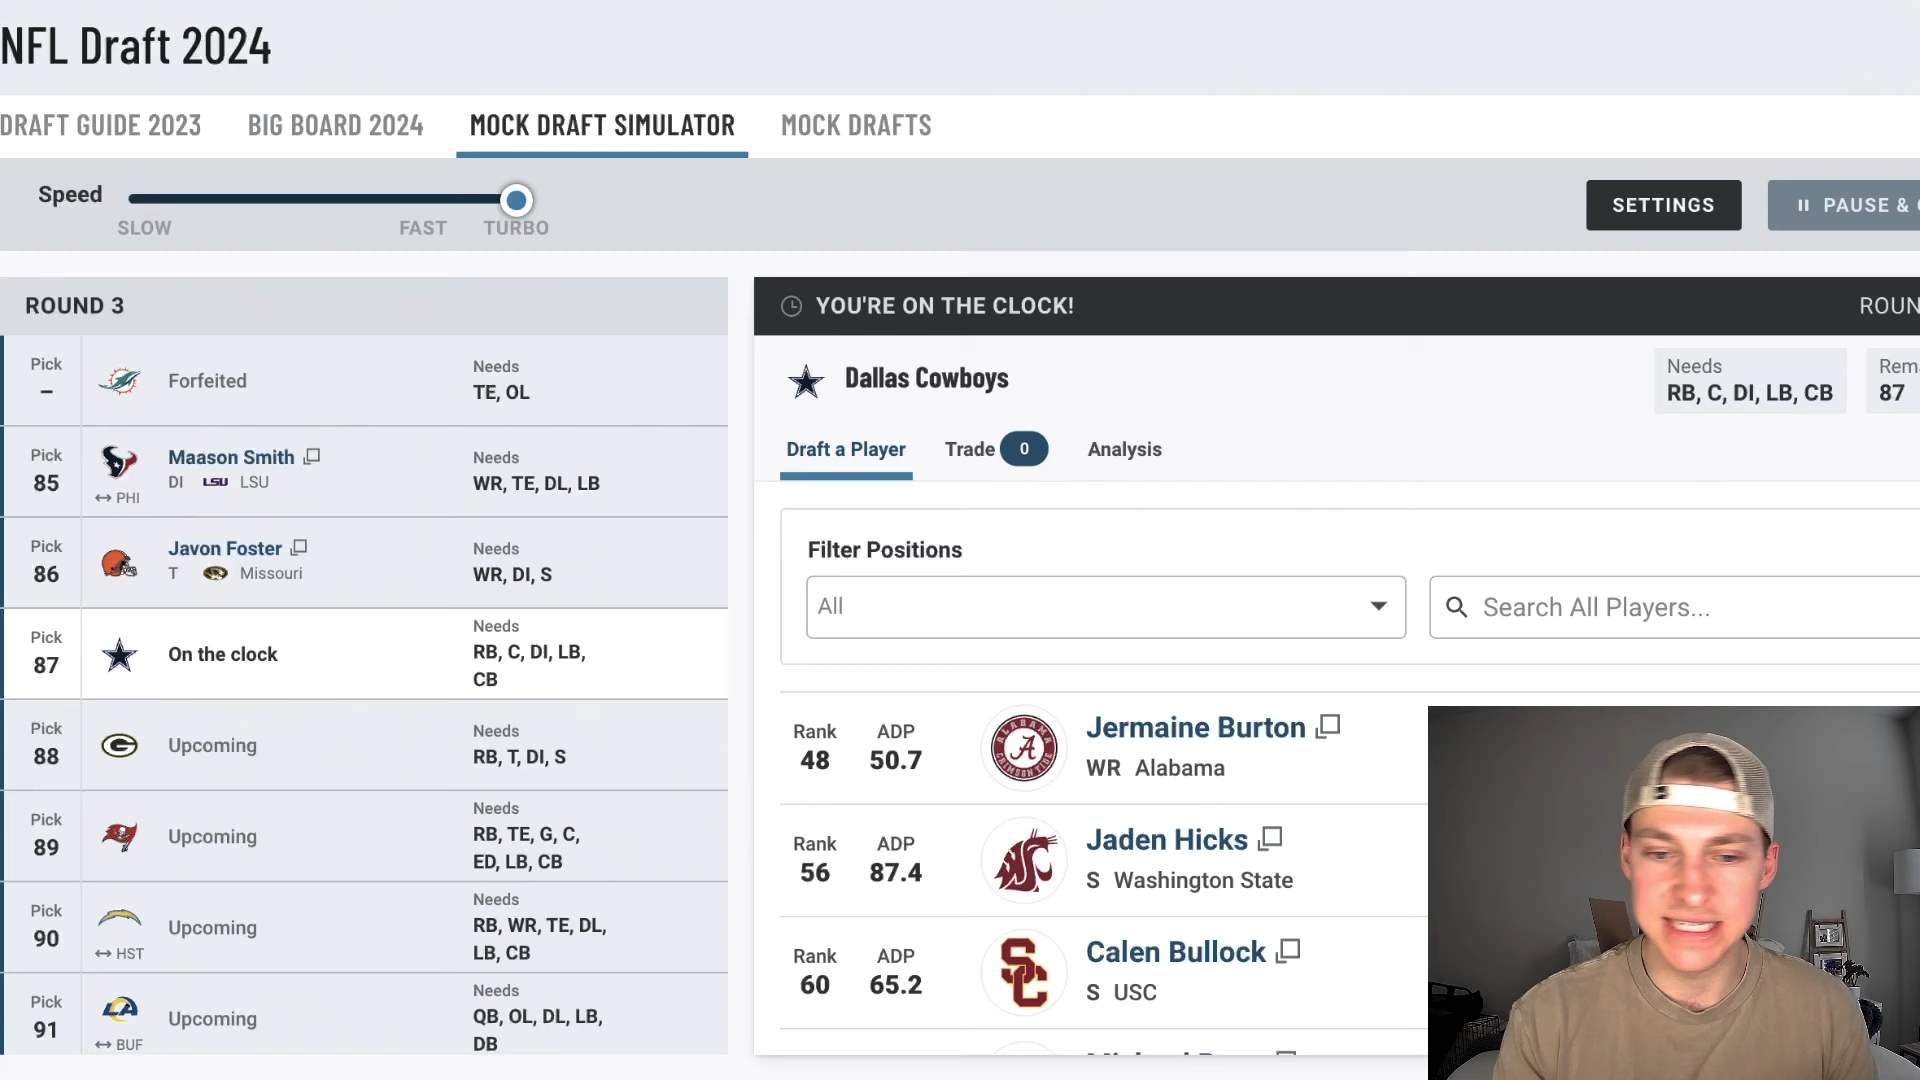 NFL Draft 2024
DRAFT GUIDE 2023 BIG BOARD 2024 MOCK DRAFT SIMULATOR MOCK DRAFTS
Speed
SLOW FAST TURBO
SETTINGS
PAUSE &
ROUND 3
Pick
–
Forfeited
Needs
TE, OL
Pick
85
PHI
Maason Smith
DI LSU LSU
Needs
WR, TE, DL, LB
Pick
86
Javon Foster
T Missouri
Needs
WR, DI, S
Pick
87
On the clock
Needs
RB, C, DI, LB,
CB
Pick
88
Upcoming
Needs
RB, T, DI, S
Pick
89
Upcoming
Needs
RB, TE, G, C,
ED, LB, CB
Pick
90
HST
Upcoming
Needs
RB, WR, TE, DL,
LB, CB
Pick
91
BUF
Upcoming
Needs
QB, OL, DL, LB,
DB
YOU'RE ON THE CLOCK!
ROUN
Dallas Cowboys
Needs
RB, C, DI, LB, CB
Rem
87
Draft a Player Trade 0 Analysis
Filter Positions
All
Search All Players...
Rank ADP
48 50.7
Jermaine Burton
WR Alabama
Rank ADP
56 87.4
Jaden Hicks
S Washington State
Rank ADP
60 65.2
Calen Bullock
S USC